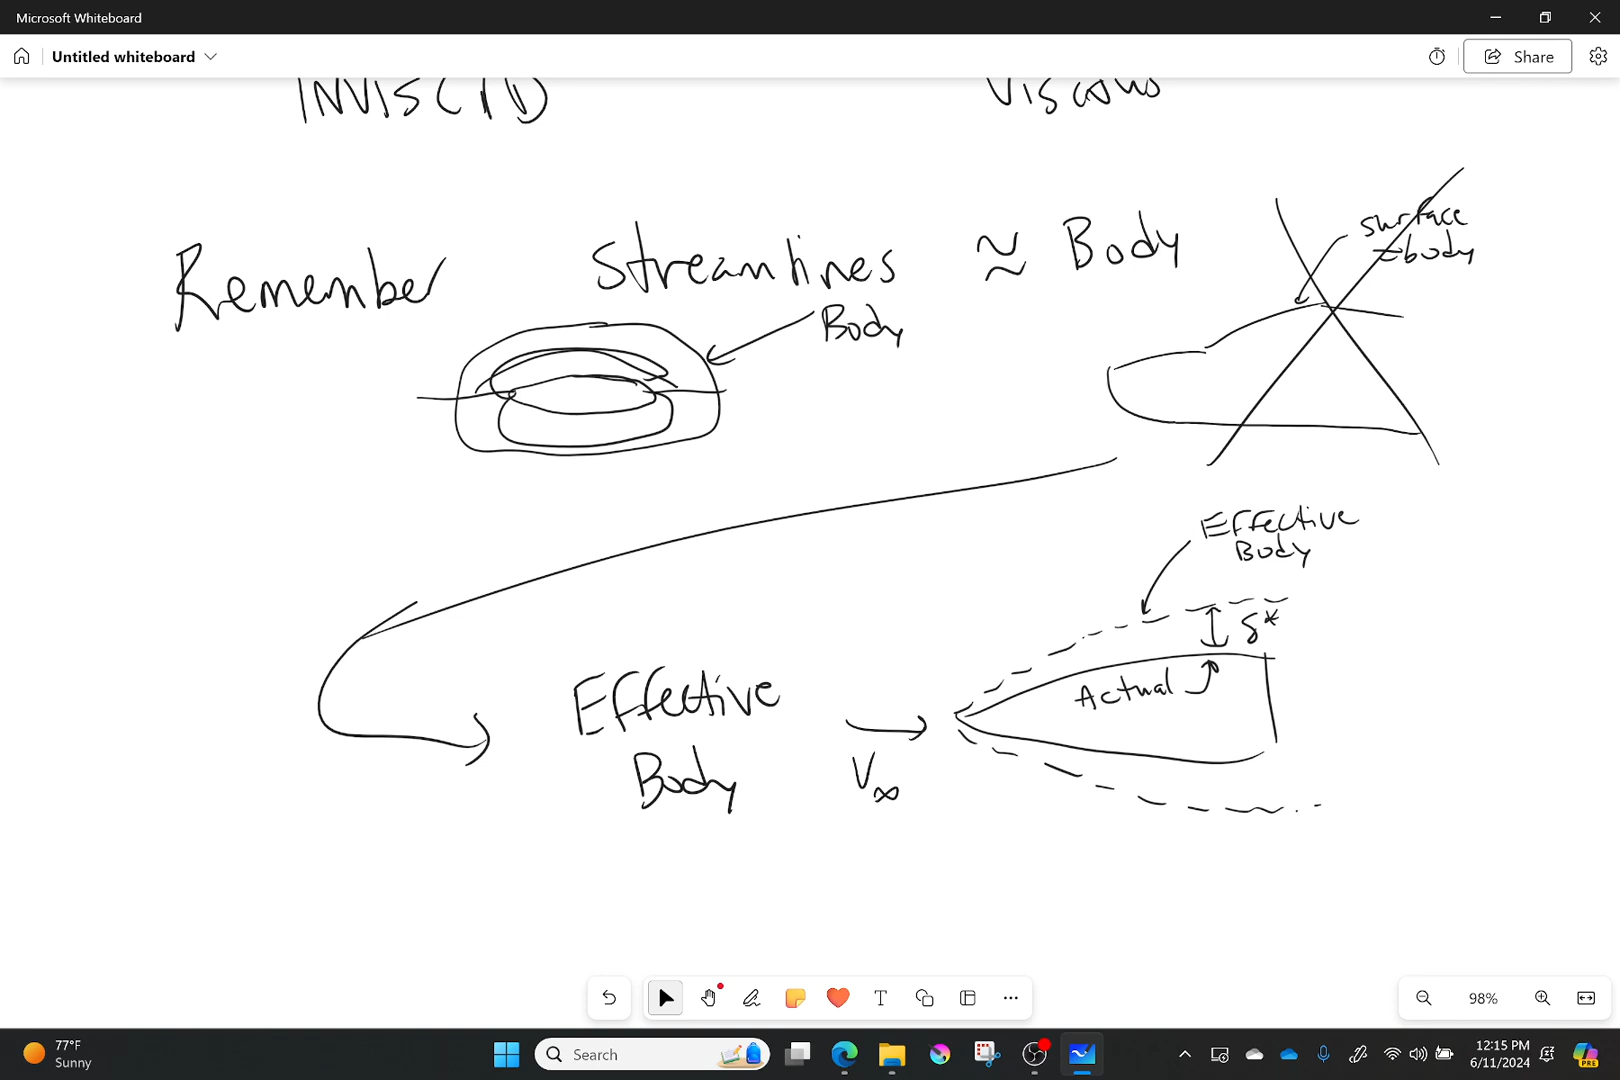 Microsoft Whiteboard
Untitled whiteboard
Share
INVISCID
Viscous
Remember
Streamlines ≈ Body
surface
=body
Body
Effective
Body
δ*
Actual
Effective
Body
V∞
98%
77°F
Sunny
Search
12:15 PM
6/11/2024
PRE